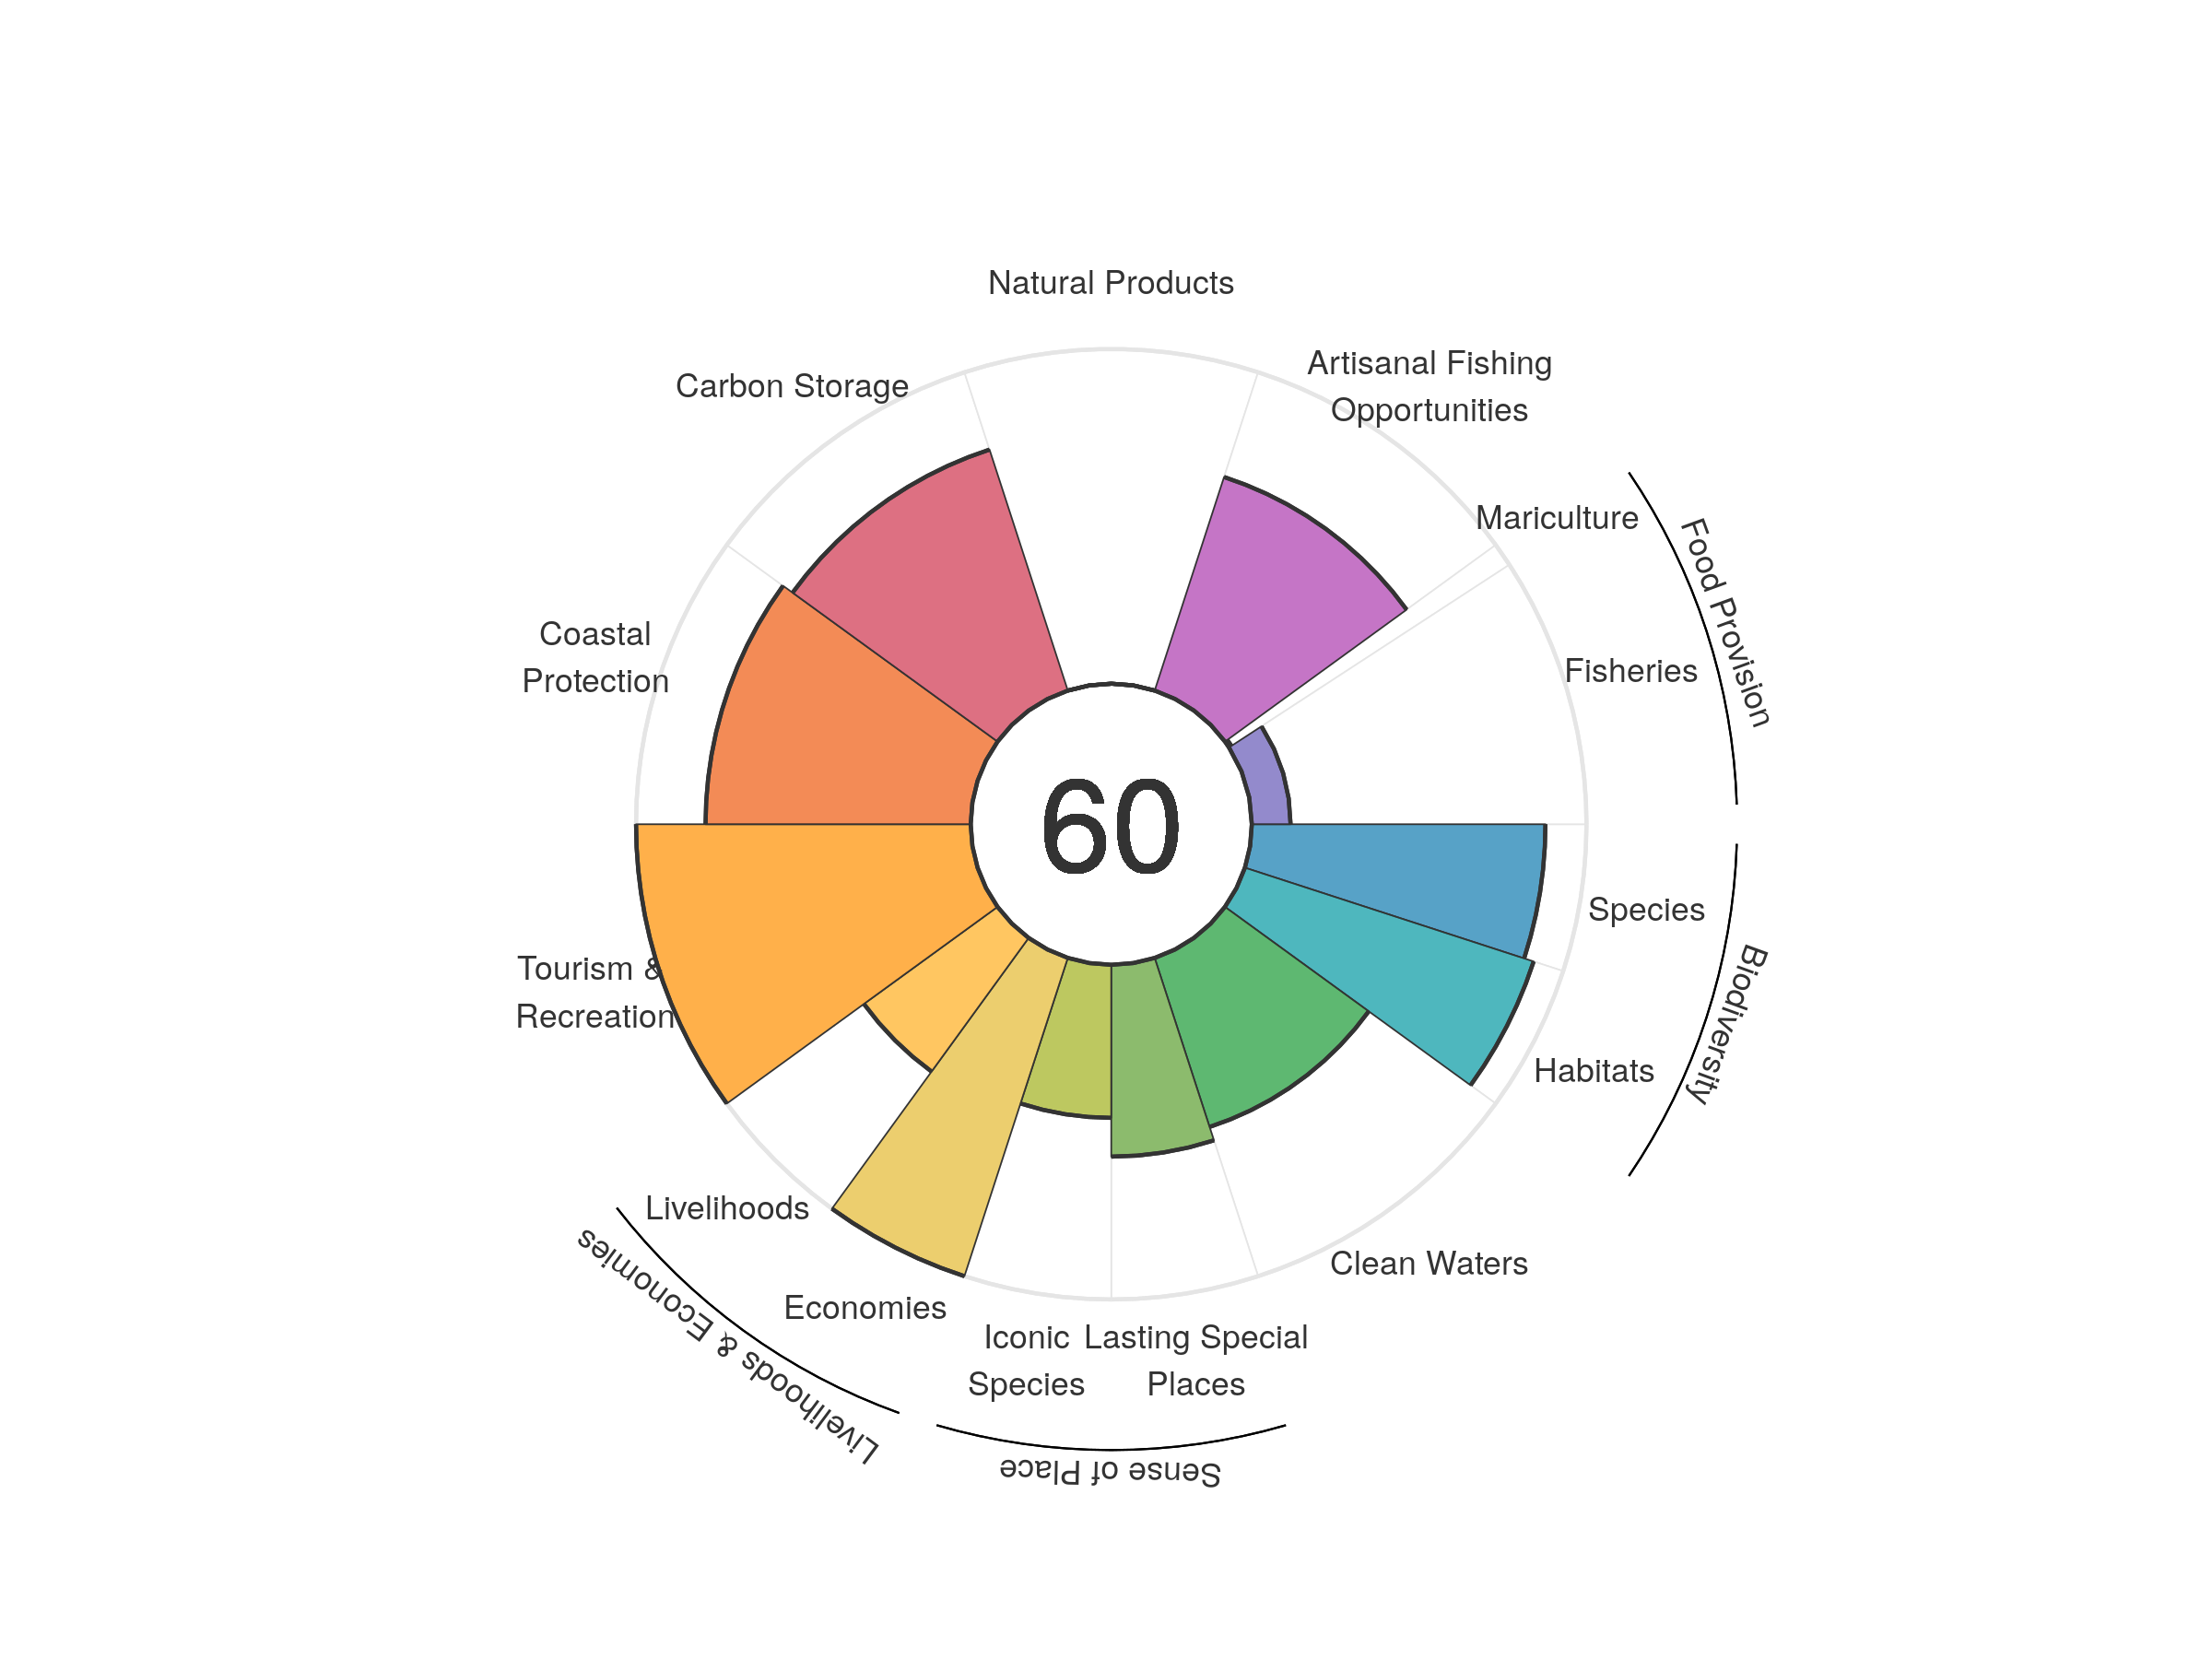 Natural Products
Artisanal Fishing
Opportunities
Carbon Storage
Mariculture
Food Provision
Fisheries
Coastal
Protection
60
Species
Biodiversity
Tourism &
Recreation
Habitats
Livelihoods
Clean Waters
Economies
Livelihoods & Economies
Iconic
Species
Lasting Special
Places
Sense of Place